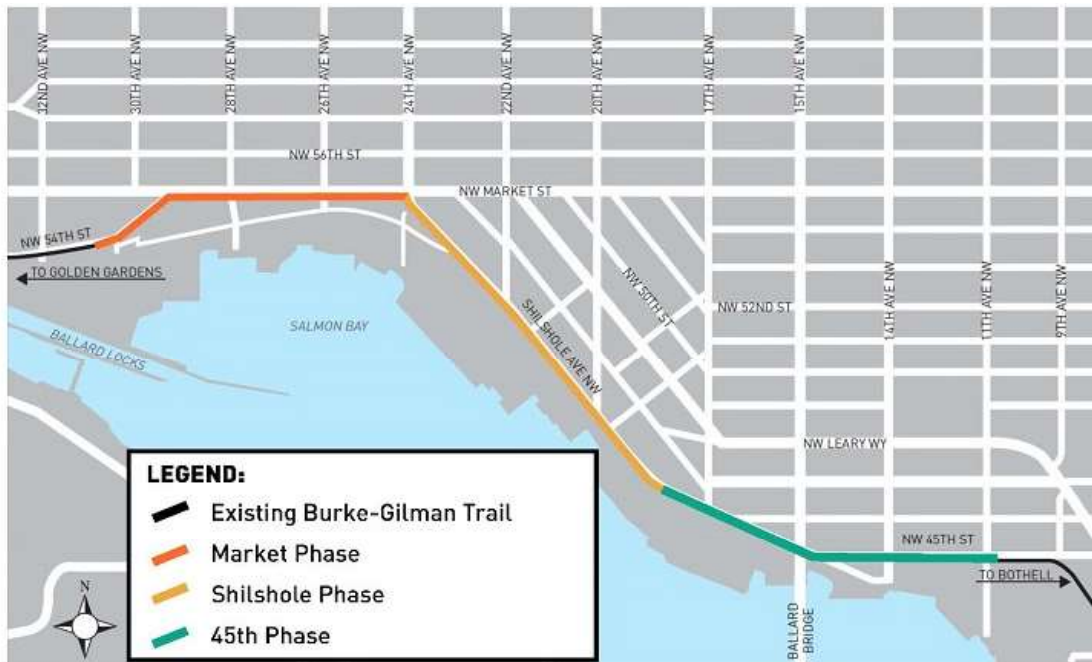 32ND AVE NW
30TH AVE NW
28TH AVE NW
26TH AVE NW
24TH AVE NW
22ND AVE NW
20TH AVE NW
17TH AVE NW
15TH AVE NW
NW 56TH ST
NW MARKET ST
NW 54TH ST
TO GOLDEN GARDENS
SALMON BAY
BALLARD LOCKS
SHILSHOLE AVE NW
NW 50TH ST
NW 52ND ST
14TH AVE NW
11TH AVE NW
9TH AVE NW
NW LEARY WY
NW 45TH ST
TO BOTHELL
BALLARD
BRIDGE
LEGEND:
Existing Burke-Gilman Trail
Market Phase
Shilshole Phase
45th Phase
N